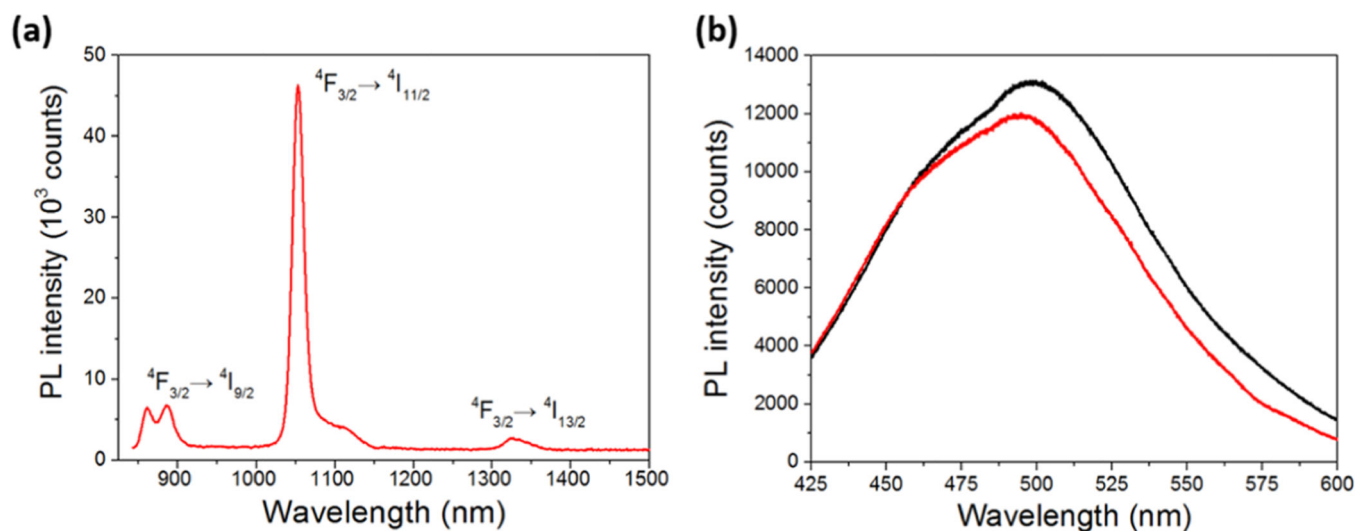 (a)
PL intensity (10³ counts)
50
40
30
20
10
0
⁴F₃/₂→ ⁴I₁₁/₂
⁴F₃/₂→ ⁴I₉/₂
⁴F₃/₂→ ⁴I₁₃/₂
900 1000 1100 1200 1300 1400 1500
Wavelength (nm)
(b)
PL intensity (counts)
14000
12000
10000
8000
6000
4000
2000
0
425 450 475 500 525 550 575 600
Wavelength (nm)